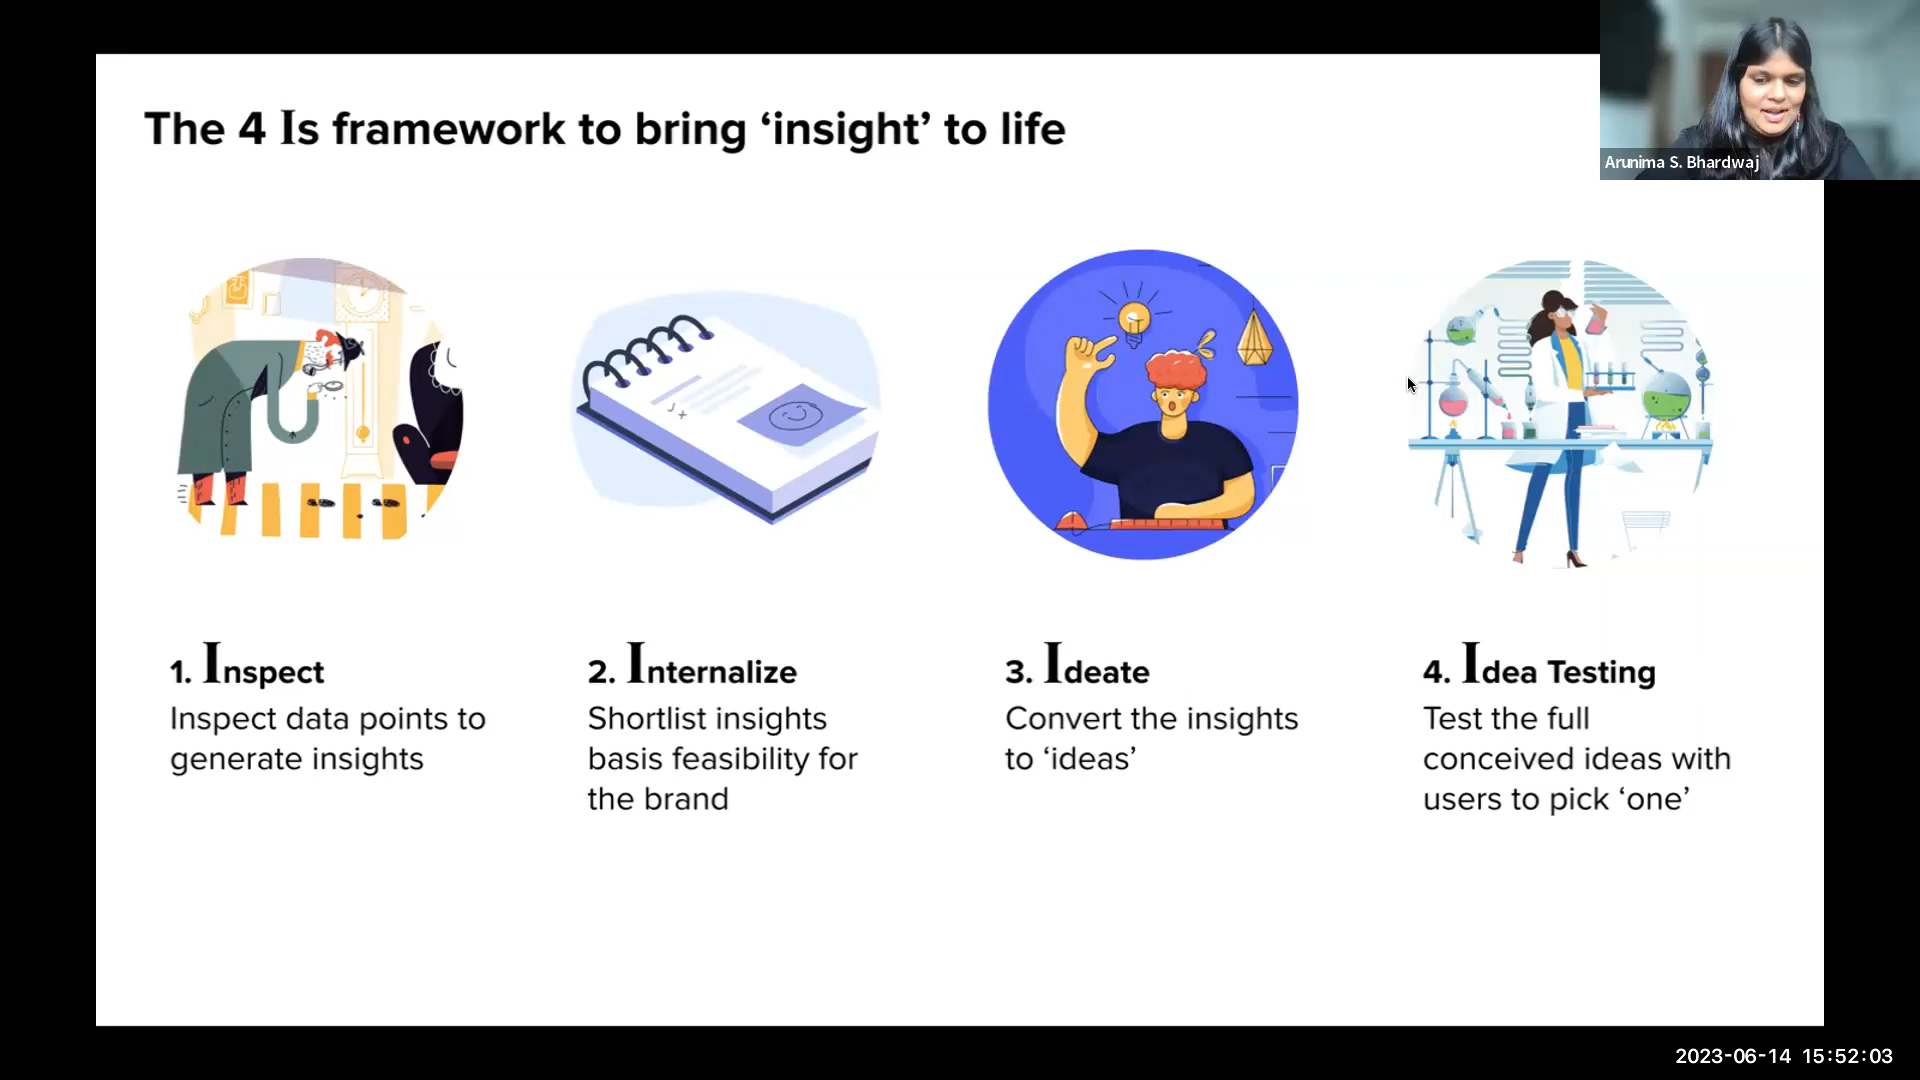 The 4 Is framework to bring ‘insight’ to life
Arunima S. Bhardwaj
1. Inspect
Inspect data points to
generate insights
2. Internalize
Shortlist insights
basis feasibility for
the brand
3. Ideate
Convert the insights
to ‘ideas’
4. Idea Testing
Test the full
conceived ideas with
users to pick ‘one’
2023-06-14 15:52:03